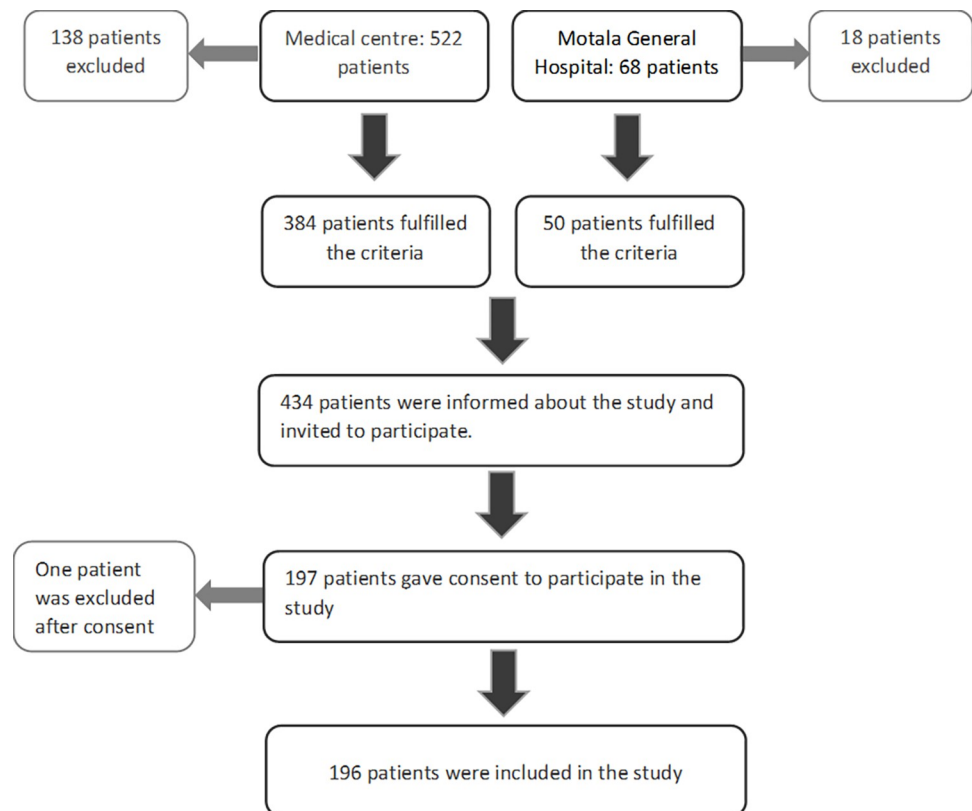 138 patients
excluded
Medical centre: 522
patients
Motala General
Hospital: 68 patients
18 patients
excluded
384 patients fulfilled
the criteria
50 patients fulfilled
the criteria
434 patients were informed about the study and
invited to participate.
One patient
was excluded
after consent
197 patients gave consent to participate in the
study
196 patients were included in the study